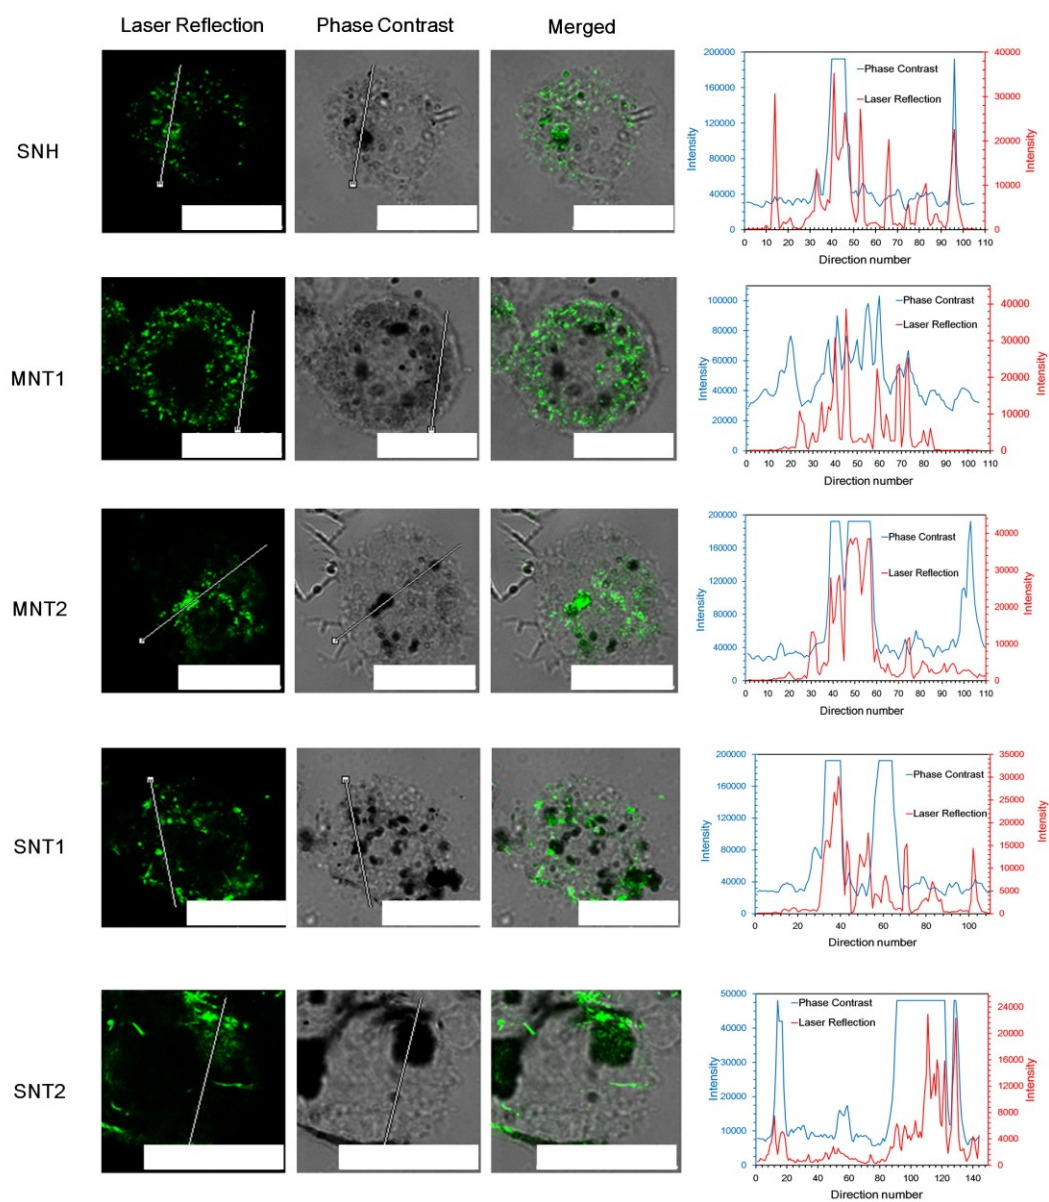 Laser Reflection Phase Contrast Merged
SNH
200000
160000
120000
80000
40000
0
Intensity
Phase Contrast
Laser Reflection
40000
30000
20000
10000
0
Intensity
0 10 20 30 40 50 60 70 80 90 100 110
Direction number
MNT1
100000
80000
60000
40000
20000
0
Intensity
Phase Contrast
Laser Reflection
40000
30000
20000
10000
0
Intensity
0 10 20 30 40 50 60 70 80 90 100 110
Direction number
MNT2
200000
160000
120000
80000
40000
0
Intensity
Phase Contrast
Laser Reflection
40000
30000
20000
10000
0
Intensity
0 10 20 30 40 50 60 70 80 90 100 110
Direction number
SNT1
200000
160000
120000
80000
40000
0
Intensity
Phase Contrast
Laser Reflection
35000
30000
25000
20000
15000
10000
5000
0
Intensity
0 20 40 60 80 100
Direction number
SNT2
50000
40000
30000
20000
10000
0
Intensity
Phase Contrast
Laser Reflection
24000
20000
16000
12000
8000
4000
0
Intensity
0 20 40 60 80 100 120 140
Direction number